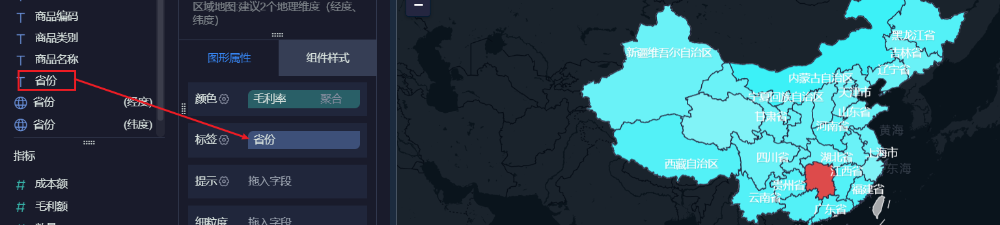 商品编码
商品类别
商品名称
省份
省份 (经度)
省份 (纬度)
指标
成本额
毛利额
区域地图:建议2个地理维度（经度、
纬度）
图形属性 组件样式
颜色 毛利率 聚合
标签 省份
提示 拖入字段
细粒度 拖入字段
黑龙江省
新疆维吾尔自治区
吉林省
辽宁省
内蒙古自治区
天津市
宁夏回族自治区
山东省
甘肃省
河南省
黄海
上海市
四川省
湖北省
西藏自治区
东海
江西省
贵州省
福建省
云南省
广东省